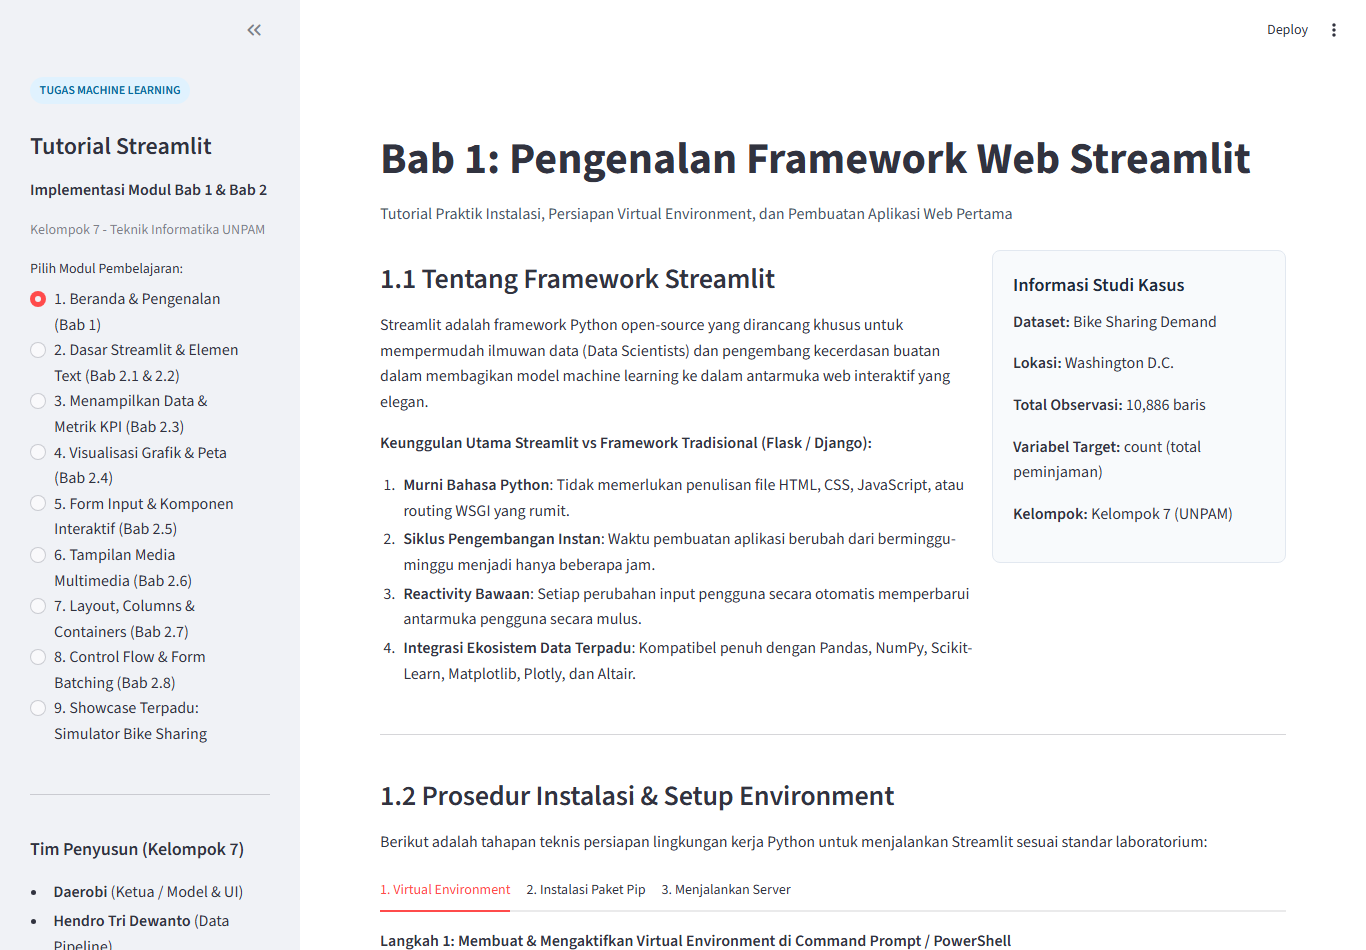 Deploy
TUGAS MACHINE LEARNING
Tutorial Streamlit
Implementasi Modul Bab 1 & Bab 2
Kelompok 7 - Teknik Informatika UNPAM
Pilih Modul Pembelajaran:
1. Beranda & Pengenalan
(Bab 1)
2. Dasar Streamlit & Elemen
Text (Bab 2.1 & 2.2)
3. Menampilkan Data &
Metrik KPI (Bab 2.3)
4. Visualisasi Grafik & Peta
(Bab 2.4)
5. Form Input & Komponen
Interaktif (Bab 2.5)
6. Tampilan Media
Multimedia (Bab 2.6)
7. Layout, Columns &
Containers (Bab 2.7)
8. Control Flow & Form
Batching (Bab 2.8)
9. Showcase Terpadu:
Simulator Bike Sharing
Tim Penyusun (Kelompok 7)
• Daerobi (Ketua / Model & UI)
• Hendro Tri Dewanto (Data
Pipeline)
Bab 1: Pengenalan Framework Web Streamlit
Tutorial Praktik Instalasi, Persiapan Virtual Environment, dan Pembuatan Aplikasi Web Pertama
1.1 Tentang Framework Streamlit
Streamlit adalah framework Python open-source yang dirancang khusus untuk
mempermudah ilmuwan data (Data Scientists) dan pengembang kecerdasan buatan
dalam membagikan model machine learning ke dalam antarmuka web interaktif yang
elegan.
Keunggulan Utama Streamlit vs Framework Tradisional (Flask / Django):
1. Murni Bahasa Python: Tidak memerlukan penulisan file HTML, CSS, JavaScript, atau
routing WSGI yang rumit.
2. Siklus Pengembangan Instan: Waktu pembuatan aplikasi berubah dari berminggu-
minggu menjadi hanya beberapa jam.
3. Reactivity Bawaan: Setiap perubahan input pengguna secara otomatis memperbarui
antarmuka pengguna secara mulus.
4. Integrasi Ekosistem Data Terpadu: Kompatibel penuh dengan Pandas, NumPy, Scikit-
Learn, Matplotlib, Plotly, dan Altair.
Informasi Studi Kasus
Dataset: Bike Sharing Demand
Lokasi: Washington D.C.
Total Observasi: 10,886 baris
Variabel Target: count (total
peminjaman)
Kelompok: Kelompok 7 (UNPAM)
1.2 Prosedur Instalasi & Setup Environment
Berikut adalah tahapan teknis persiapan lingkungan kerja Python untuk menjalankan Streamlit sesuai standar laboratorium:
1. Virtual Environment 2. Instalasi Paket Pip 3. Menjalankan Server
Langkah 1: Membuat & Mengaktifkan Virtual Environment di Command Prompt / PowerShell